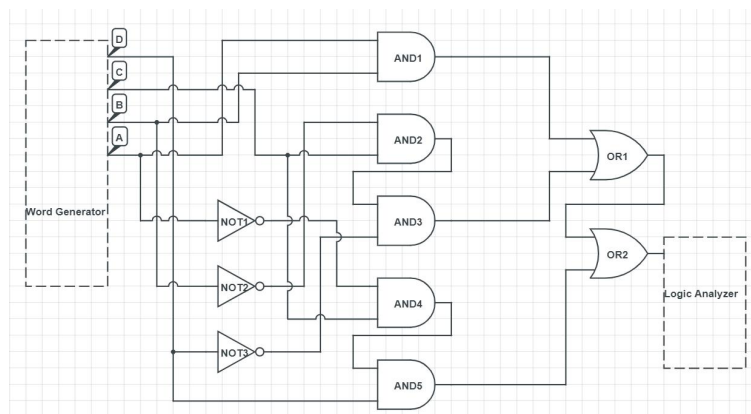 D
C
B
A
Word Generator
AND1
AND2
AND3
AND4
AND5
NOT1
NOT2
NOT3
OR1
OR2
Logic Analyzer